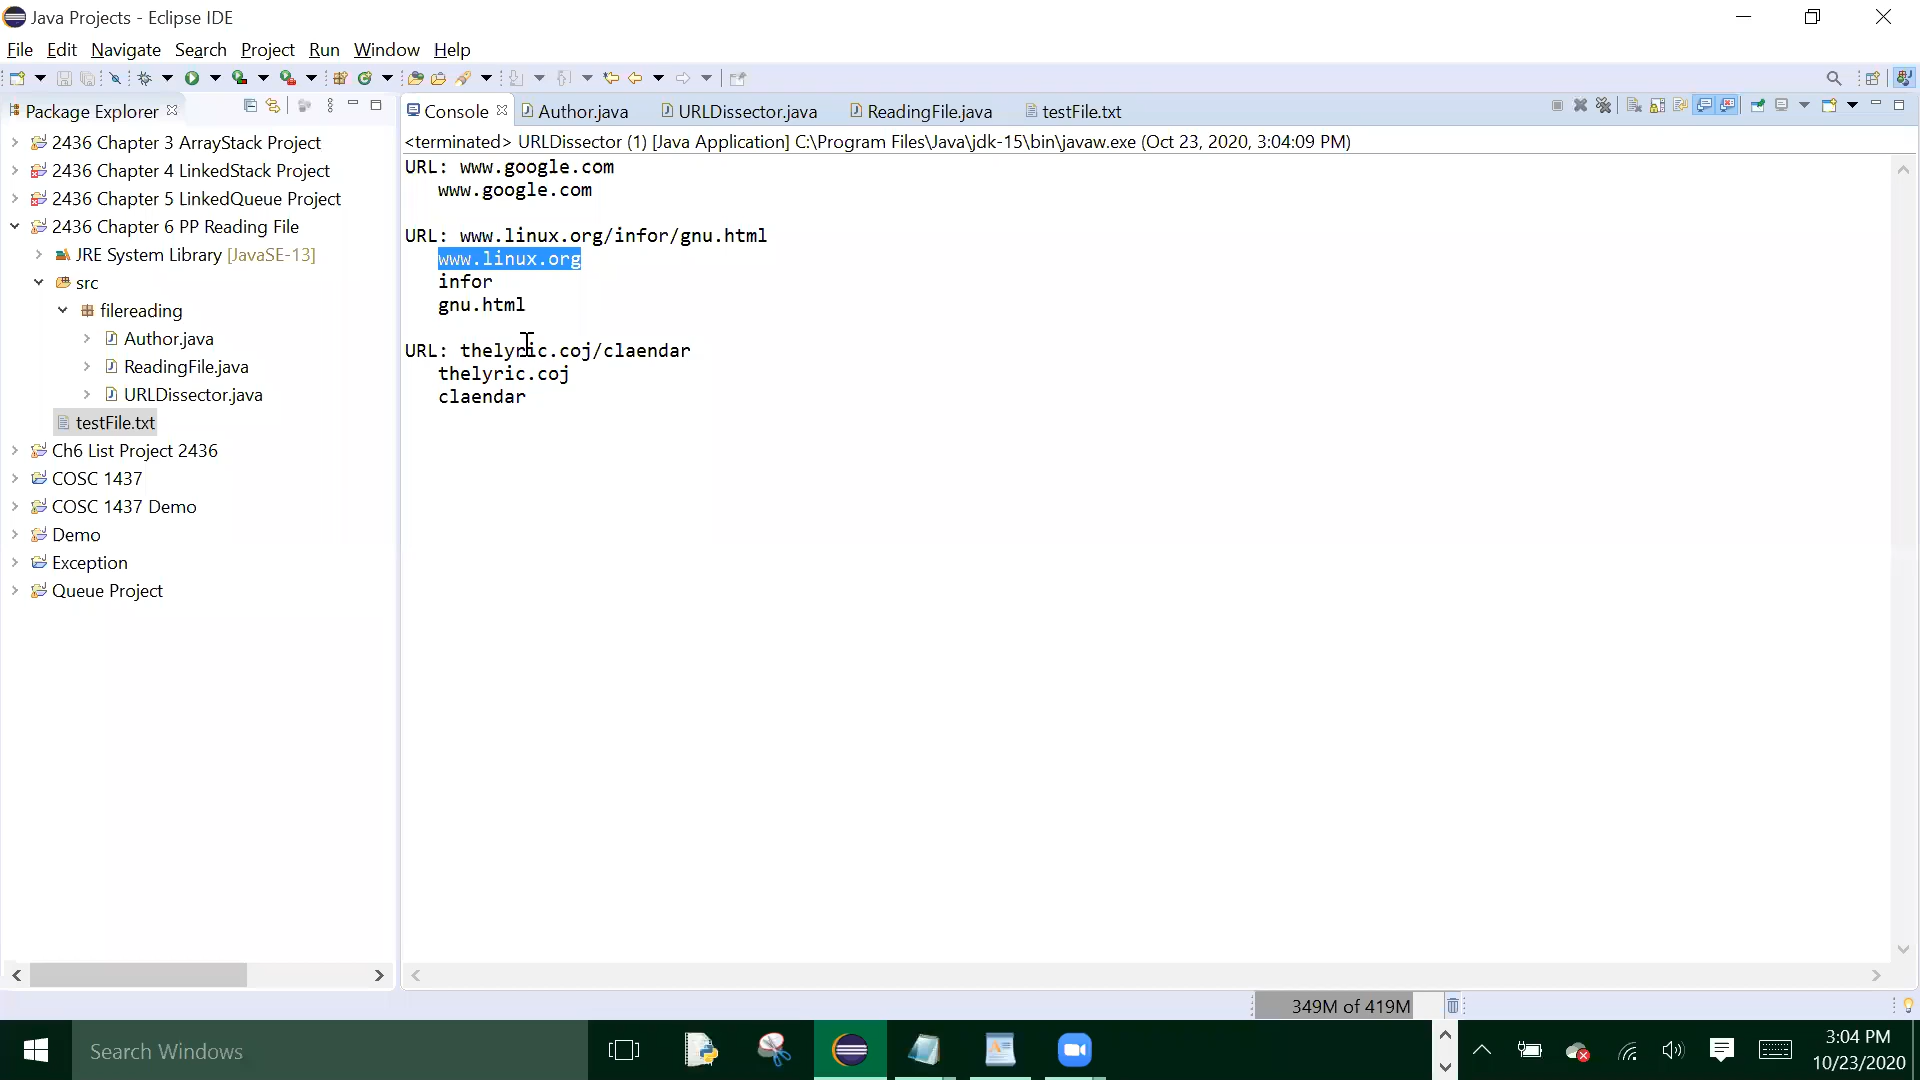 Java Projects - Eclipse IDE
File Edit Navigate Search Project Run Window Help
Package Explorer
2436 Chapter 3 ArrayStack Project
2436 Chapter 4 LinkedStack Project
2436 Chapter 5 LinkedQueue Project
2436 Chapter 6 PP Reading File
JRE System Library [JavaSE-13]
src
filereading
Author.java
ReadingFile.java
URLDissector.java
testFile.txt
Ch6 List Project 2436
COSC 1437
COSC 1437 Demo
Demo
Exception
Queue Project
Console Author.java URLDissector.java ReadingFile.java testFile.txt
<terminated> URLDissector (1) [Java Application] C:\Program Files\Java\jdk-15\bin\javaw.exe (Oct 23, 2020, 3:04:09 PM)
URL: www.google.com
www.google.com
URL: www.linux.org/infor/gnu.html
www.linux.org
infor
gnu.html
URL: thelyric.coj/claendar
thelyric.coj
claendar
349M of 419M
Search Windows
3:04 PM
10/23/2020